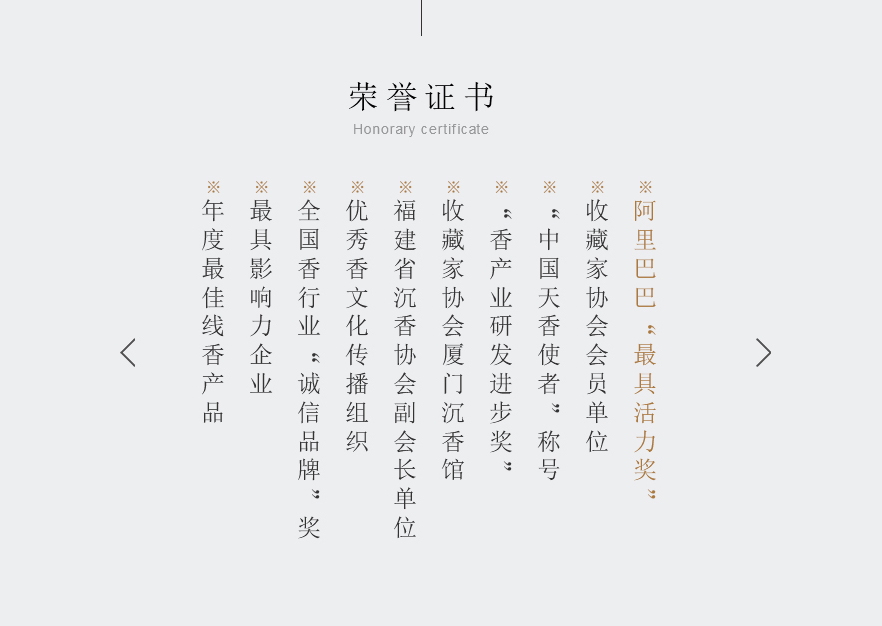 荣誉证书
Honorary certificate
※阿里巴巴“最具活力奖”
※收藏家协会会员单位
※“中国天香使者”称号
※“香产业研发进步奖”
※收藏家协会厦门沉香馆
※福建省沉香协会副会长单位
※优秀香文化传播组织
※全国香行业“诚信品牌”奖
※最具影响力企业
※年度最佳线香产品